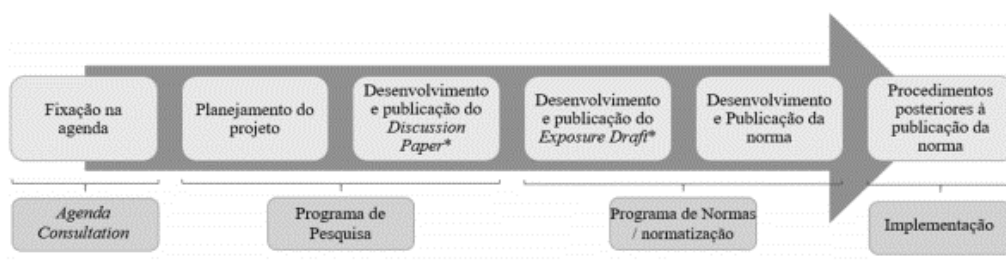 Fixação na
agenda
Planejamento do
projeto
Desenvolvimento
e publicação do
Discussion
Paper*
Desenvolvimento
e publicação do
Exposure Draft*
Desenvolvimento
e Publicação da
norma
Procedimentos
posteriores à
publicação da
norma
Agenda
Consultation
Programa de
Pesquisa
Programa de Normas
/ normatização
Implementação